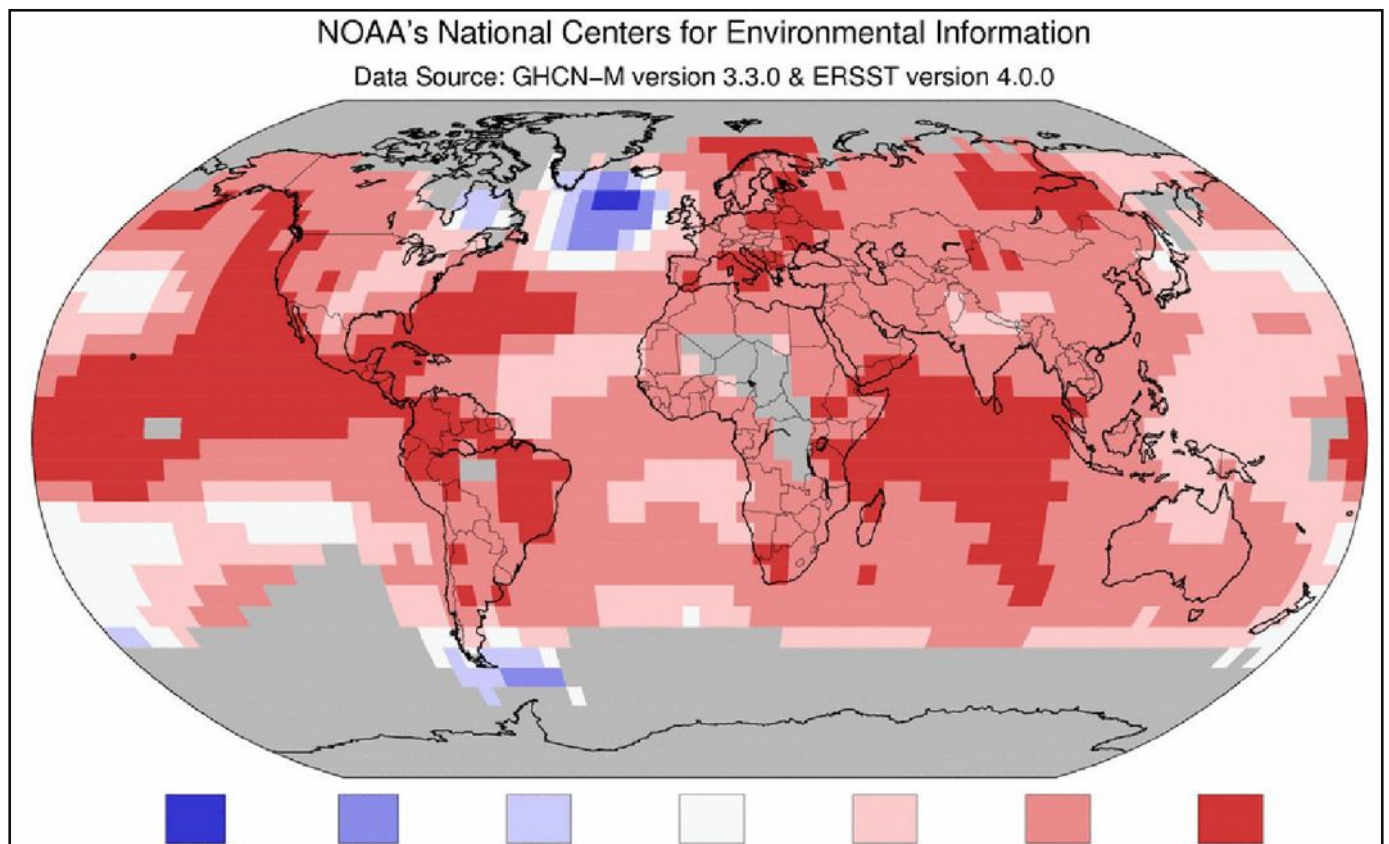 NOAA's National Centers for Environmental Information
Data Source: GHCN–M version 3.3.0 & ERSST version 4.0.0